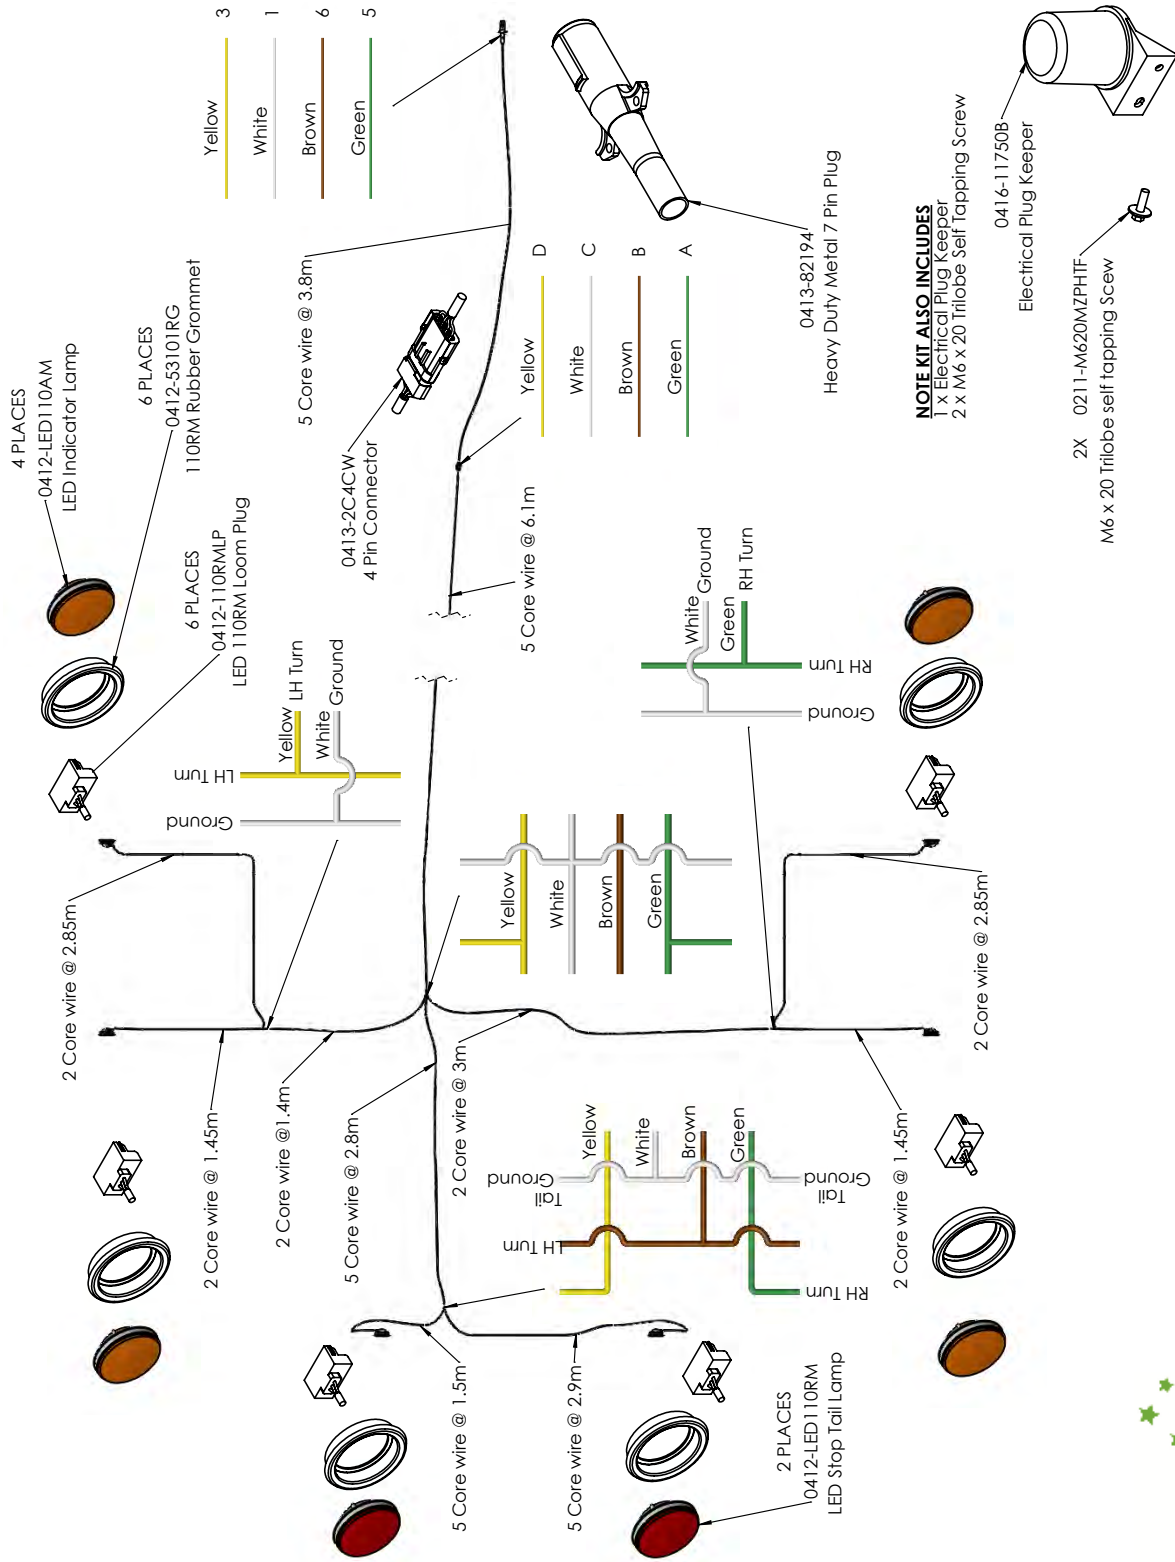 4 PLACES
0412-LED110AM
LED Indicator Lamp
6 PLACES
0412-53101RG
110RM Rubber Grommet
6 PLACES
0412-110RMLP
LED 110RM Loom Plug
5 Core wire @ 3.8m
Yellow 3
White 1
Brown 6
Green 5
0413-2C4CW
4 Pin Connector
Yellow D
White C
Brown B
Green A
0413-82194
Heavy Duty Metal 7 Pin Plug
NOTE KIT ALSO INCLUDES
1 x Electrical Plug Keeper
2 x M6 x 20 Trilobe Self Tapping Screw
0416-11750B
Electrical Plug Keeper
2X 0211-M620MZPHTF
M6 x 20 Trilobe self tapping Scew
5 Core wire @ 6.1m
2 Core wire @ 2.85m
LH Turn
Ground
Yellow LH Turn
White Ground
2 Core wire @ 1.45m
2 Core wire @1.4m
5 Core wire @ 2.8m
2 Core wire @ 3m
Yellow
White
Brown
Green
White Ground
Green RH Turn
RH Turn
Ground
2 Core wire @ 2.85m
2 Core wire @ 1.45m
Tail
Ground
LH Turn
Yellow
White
Brown
Green
Ground
Tail
RH Turn
5 Core wire @ 1.5m
5 Core wire @ 2.9m
2 PLACES
0412-LED110RM
LED Stop Tail Lamp